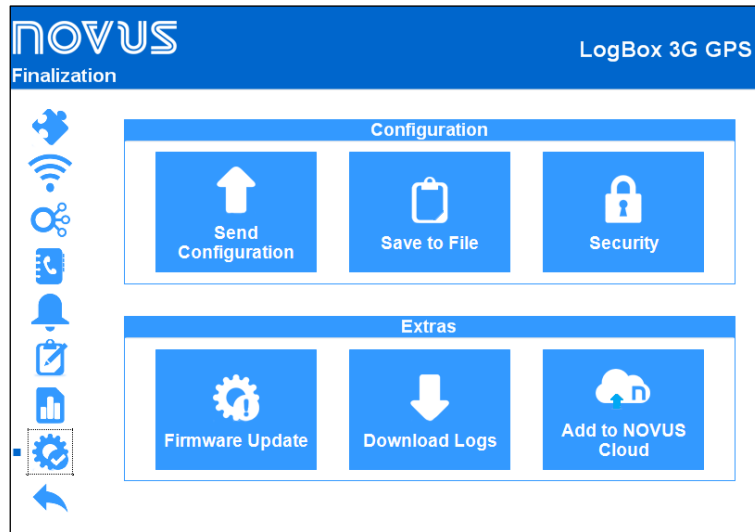 NOVUS
LogBox 3G GPS
Finalization
Configuration
Send
Configuration
Save to File
Security
Extras
Firmware Update
Download Logs
Add to NOVUS
Cloud
n